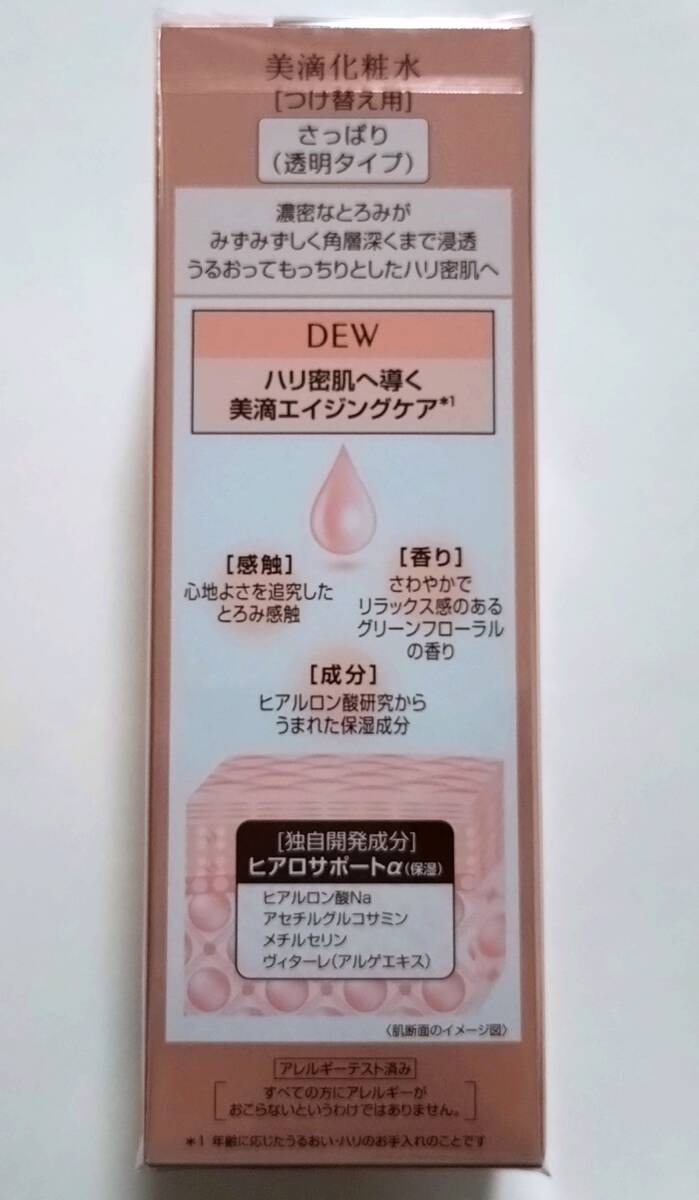 美滴化粧水
[つけ替え用]
さっぱり
(透明タイプ)
濃密なとろみが
みずみずしく角層深くまで浸透
うるおってもっちりとしたハリ密肌へ
DEW
ハリ密肌へ導く
美滴エイジングケア*1
[感触]
心地よさを追究した
とろみ感触
[香り]
さわやかで
リラックス感のある
グリーンフローラル
の香り
[成分]
ヒアルロン酸研究から
うまれた保湿成分
[独自開発成分]
ヒアロサポートα(保湿)
ヒアルロン酸Na
アセチルグルコサミン
メチルセリン
ヴィターレ(アルゲエキス)
〈肌断面のイメージ図〉
アレルギーテスト済み
すべての方にアレルギーが
おこらないというわけではありません。
*1 年齢に応じたうるおい・ハリのお手入れのことです